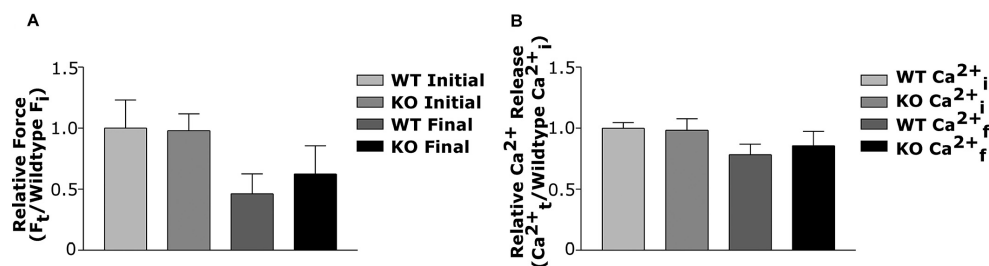 A
Relative Force
(Ft/Wildtype Fi)
1.5
1.0
0.5
0
WT Initial
KO Initial
WT Final
KO Final
B
Relative Ca2+ Release
(Ca2+t/Wildtype Ca2+i)
1.5
1.0
0.5
0
WT Ca2+i
KO Ca2+i
WT Ca2+f
KO Ca2+f